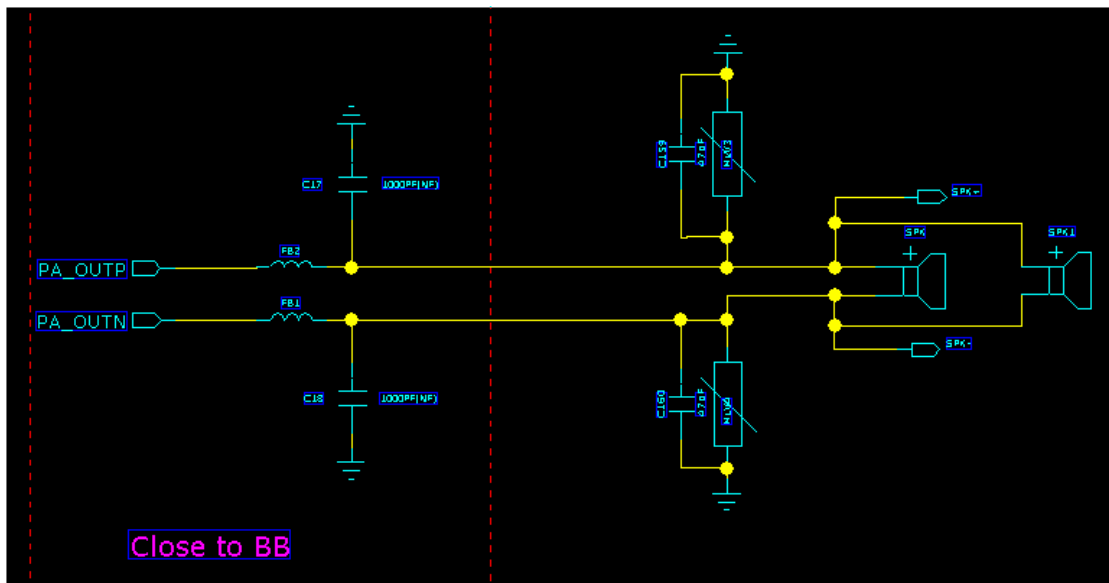 SPK+
C159
47pF
MLV3
C17
1000PF(NF)
SPK
SPK1
FB2
PA_OUTP
FB1
PA_OUTN
SPK-
C18
1000PF(NF)
C160
47pF
Close to BB